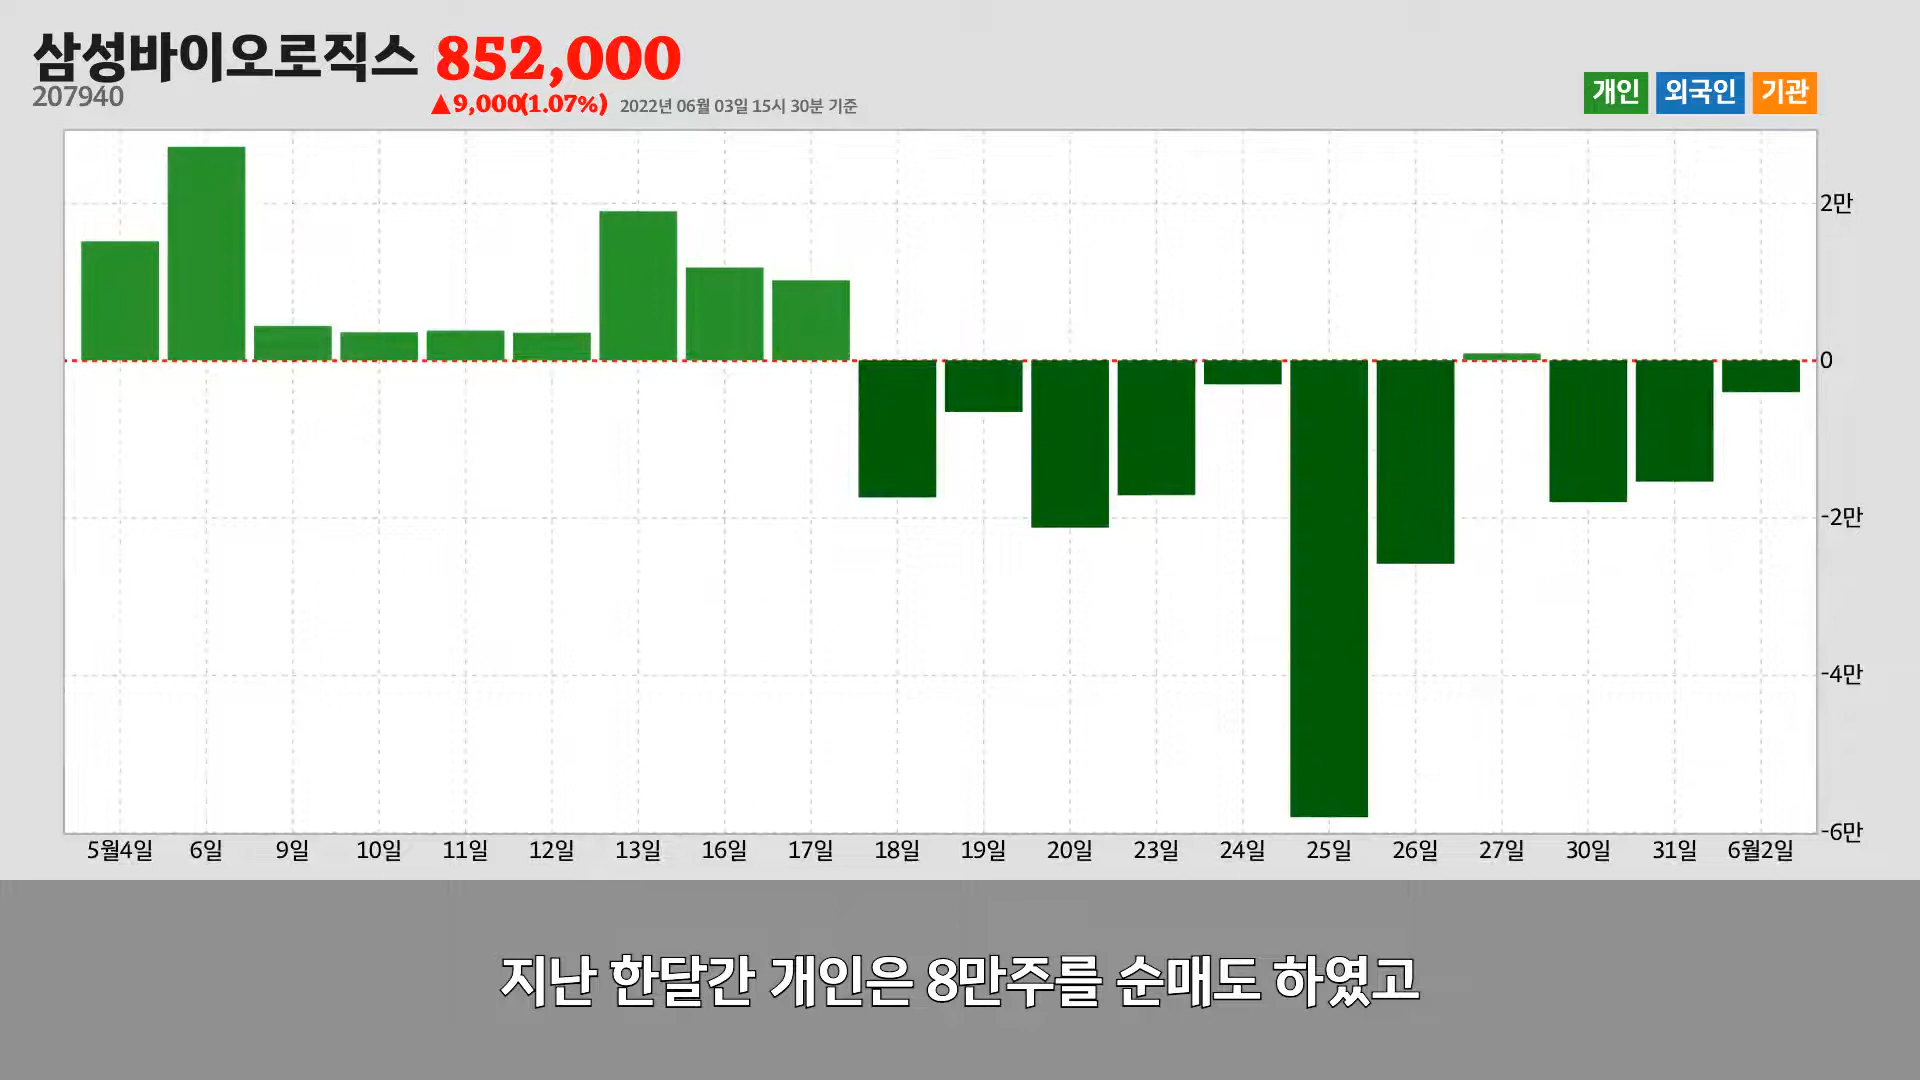 삼성바이오로직스 852,000
207940
▲9,000(1.07%) 2022년 06월 03일 15시 30분 기준
개인 외국인 기관
2만
0
-2만
-4만
-6만
5월4일 6일 9일 10일 11일 12일 13일 16일 17일 18일 19일 20일 23일 24일 25일 26일 27일 30일 31일 6월2일
지난 한달간 개인은 8만주를 순매도 하였고